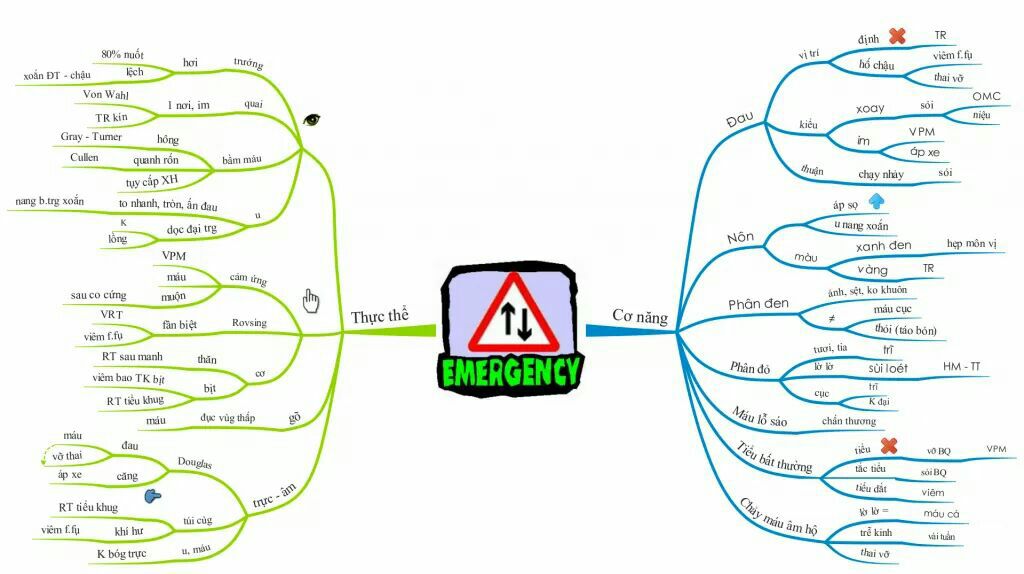 EMERGENCY
Thực thể
trướng
hơi
80% nuốt
lệch
xoắn ĐT - chậu
quai
1 nơi, im
Von Wahl
TR kín
bầm máu
hông
Gray - Turner
quanh rốn
Cullen
tụy cấp XH
u
to nhanh, tròn, ấn đau
nang b.trg xoắn
dọc đại trg
K
lồng
cảm ứng
VPM
máu
muộn
sau co cứng
Rovsing
fân biệt
VRT
viêm f.fụ
cơ
thăn
RT sau manh
bịt
viêm bao TK bịt
RT tiểu khug
gõ
đục vùg thấp
máu
trực - âm
Douglas
đau
máu
vỡ thai
căng
áp xe
túi cùg
RT tiểu khug
khí hư
viêm f.fụ
u, máu
K bóg trực
Cơ năng
Đau
vị trí
định
TR
hố chậu
viêm f.fụ
thai vỡ
kiểu
xoay
sỏi
OMC
niệu
im
VPM
áp xe
thuận
chạy nhảy
sỏi
Nôn
áp sọ
u nang xoắn
màu
xanh đen
hẹp môn vị
vàng
TR
Phân đen
ánh, sệt, ko khuôn
≠
máu cục
thỏi (táo bón)
Phân đỏ
tươi, tia
trĩ
lờ lờ
sùi loét
HM - TT
cục
trĩ
K đại
Máu lỗ sáo
chấn thương
Tiểu bất thường
tiểu
vỡ BQ
VPM
tắc tiểu
sỏi BQ
tiểu dắt
viêm
Chảy máu âm hộ
lờ lờ =
máu cá
trễ kinh
vài tuần
thai vỡ